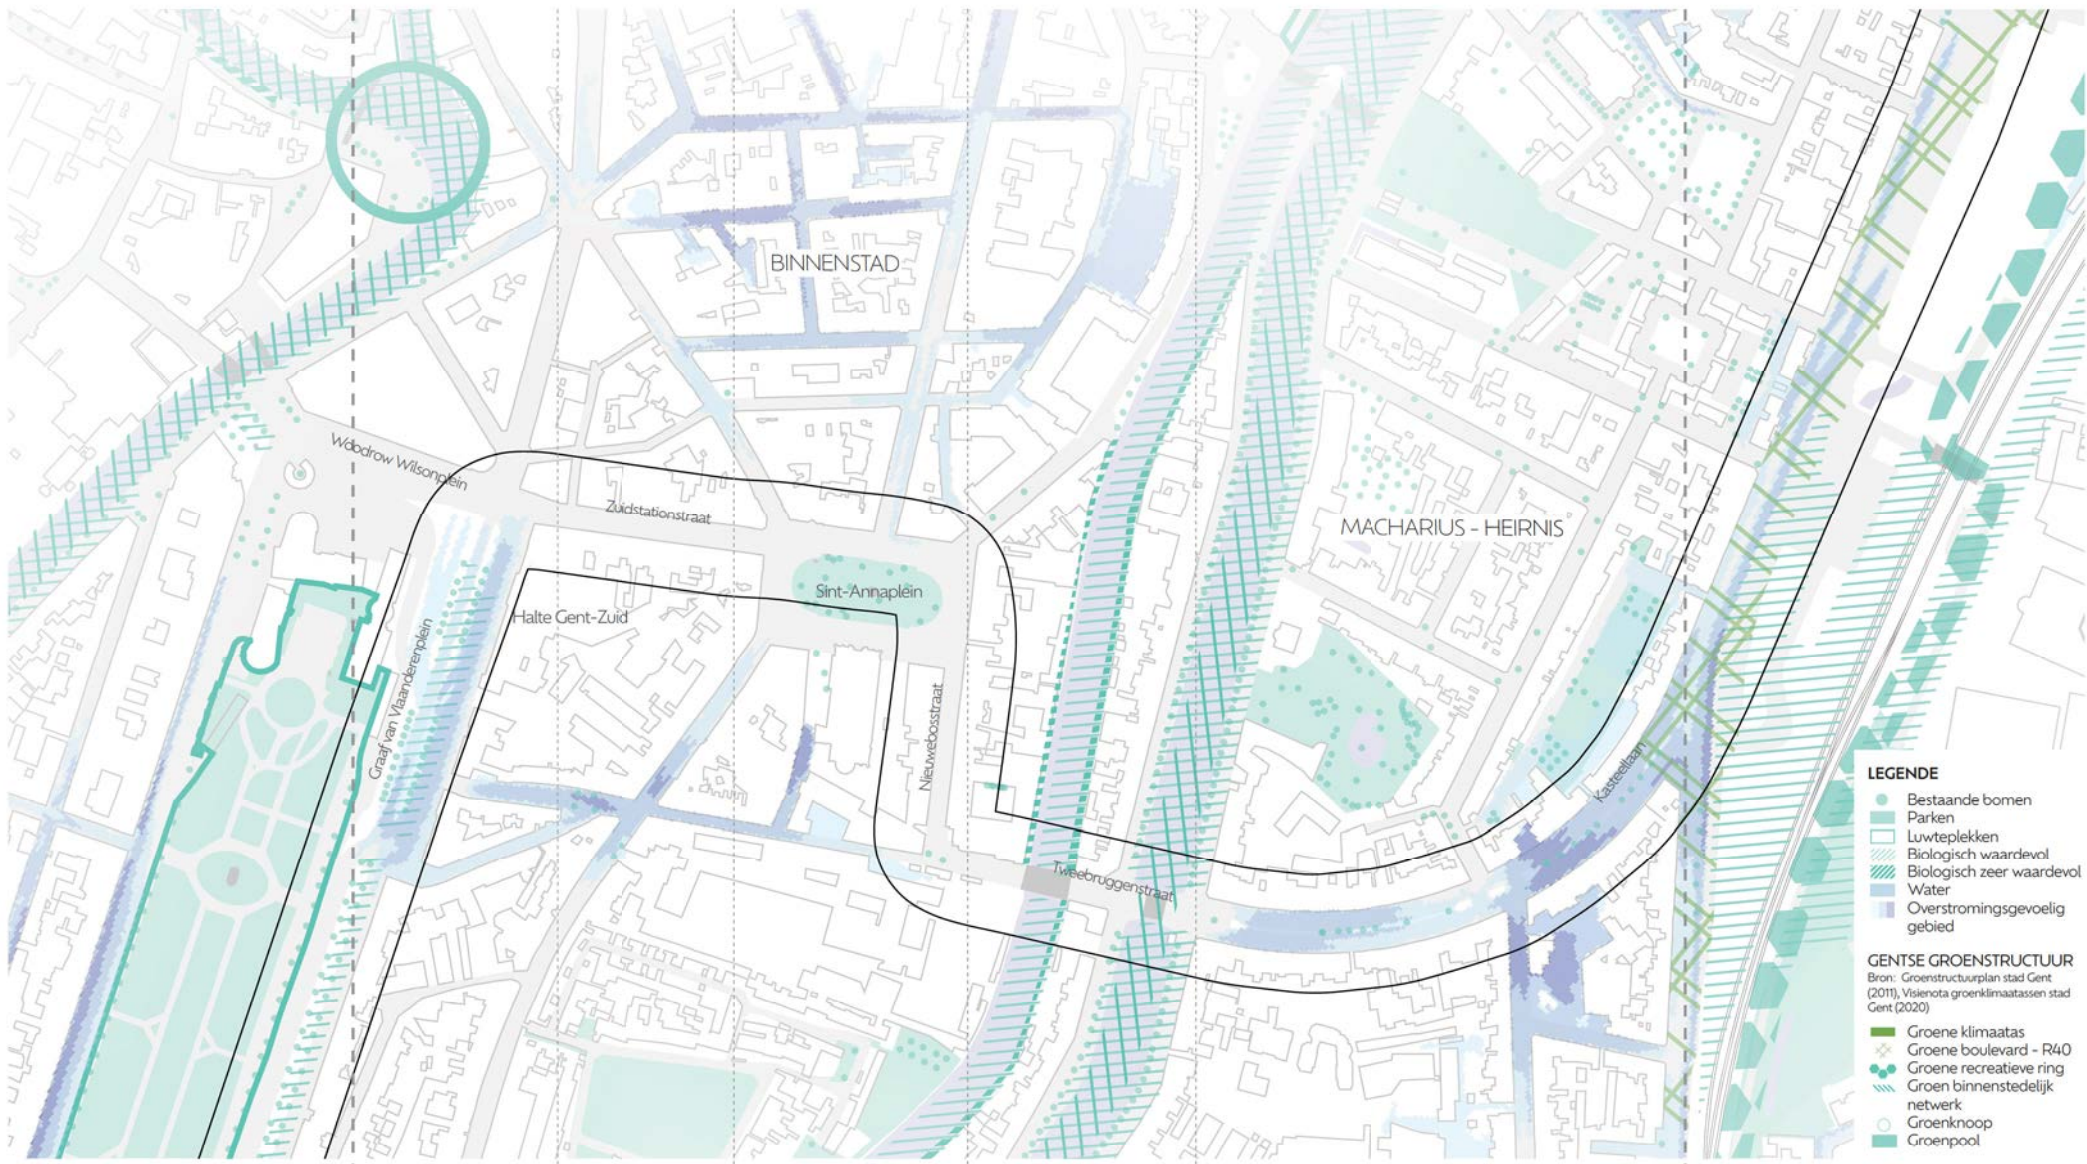 BINNENSTAD
Woodrow Wilsonplein
Zuidstationstraat
MACHARIUS - HEIRNIS
Sint-Annaplein
Halte Gent-Zuid
Graaf van Vlaanderenplein
Nieuwebosstraat
Kasteellaan
Tweebruggenstraat
LEGENDE
Bestaande bomen
Parken
Luwteplekken
Biologisch waardevol
Biologisch zeer waardevol
Water
Overstromingsgevoelig
gebied
GENTSE GROENSTRUCTUUR
Bron: Groenstructuurplan stad Gent
(2011), Visienota groenklimaatassen stad
Gent (2020)
Groene klimaatas
Groene boulevard - R40
Groene recreatieve ring
Groen binnenstedelijk
netwerk
Groenknoop
Groenpool